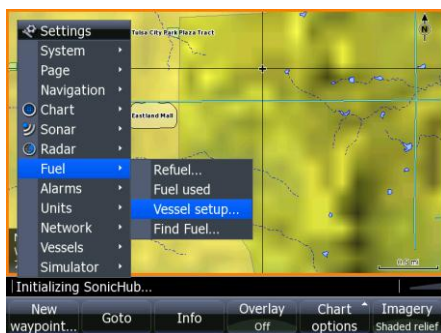 Settings
System
Page
Navigation
Chart
Sonar
Radar
Fuel
Alarms
Units
Network
Vessels
Simulator
Refuel...
Fuel used
Vessel setup...
Find Fuel...
Tulsa City Park Plaza Tract
Eastland Mall
N
Initializing SonicHub...
New waypoint...
Goto
Info
Overlay
Off
Chart options
Imagery
Shaded relief